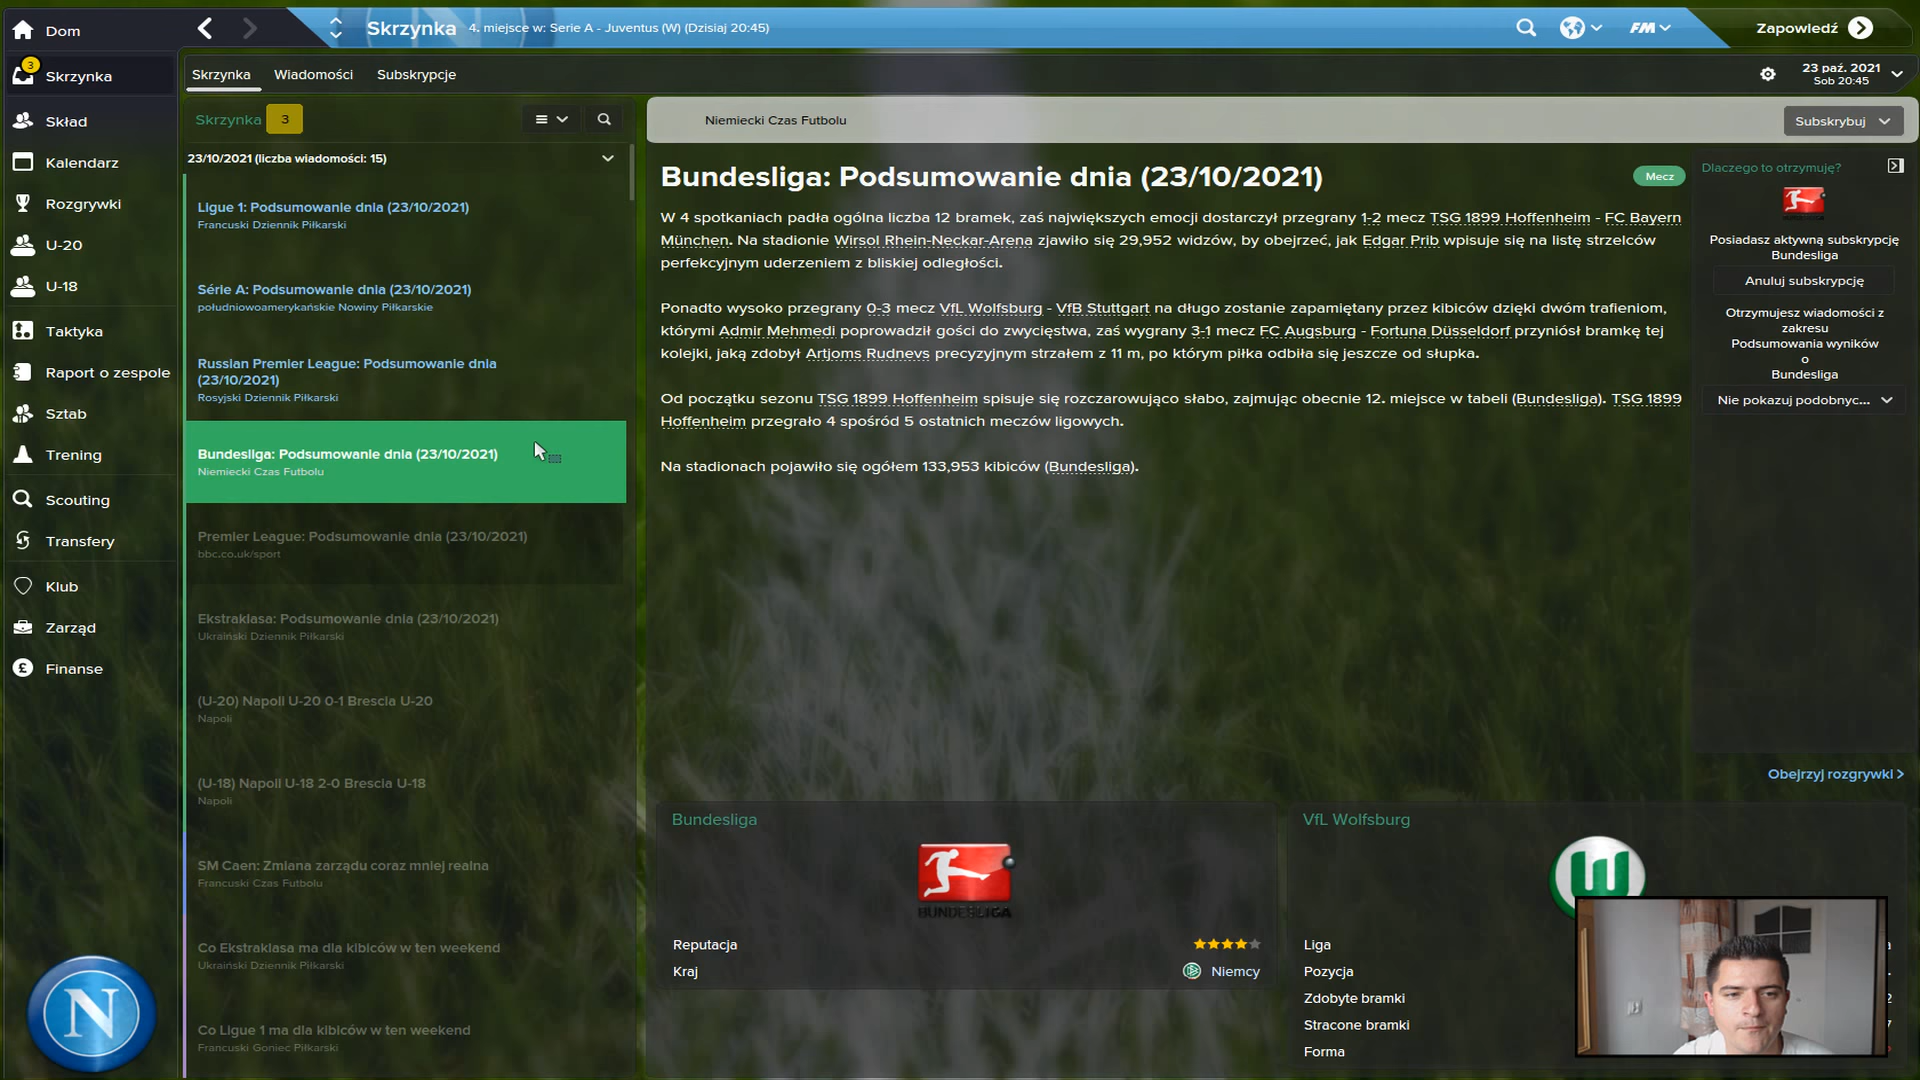 Dom
3
Skrzynka
Skład
Kalendarz
Rozgrywki
U-20
U-18
Taktyka
Raport o zespole
Sztab
Trening
Scouting
Transfery
Klub
Zarząd
Finanse
N
Skrzynka 4. miejsce w: Serie A - Juventus (W) (Dzisiaj 20:45)
FM
Zapowiedź
Skrzynka Wiadomości Subskrypcje
23 paź. 2021
Sob 20:45
Skrzynka 3
23/10/2021 (liczba wiadomości: 15)
Ligue 1: Podsumowanie dnia (23/10/2021)
Francuski Dziennik Piłkarski
Série A: Podsumowanie dnia (23/10/2021)
południowoamerykańskie Nowiny Piłkarskie
Russian Premier League: Podsumowanie dnia
(23/10/2021)
Rosyjski Dziennik Piłkarski
Bundesliga: Podsumowanie dnia (23/10/2021)
Niemiecki Czas Futbolu
Premier League: Podsumowanie dnia (23/10/2021)
bbc.co.uk/sport
Ekstraklasa: Podsumowanie dnia (23/10/2021)
Ukraiński Dziennik Piłkarski
(U-20) Napoli U-20 0-1 Brescia U-20
Napoli
(U-18) Napoli U-18 2-0 Brescia U-18
Napoli
SM Caen: Zmiana zarządu coraz mniej realna
Francuski Czas Futbolu
Co Ekstraklasa ma dla kibiców w ten weekend
Ukraiński Dziennik Piłkarski
Co Ligue 1 ma dla kibiców w ten weekend
Francuski Goniec Piłkarski
Niemiecki Czas Futbolu
Subskrybuj
Bundesliga: Podsumowanie dnia (23/10/2021)
Mecz
W 4 spotkaniach padła ogólna liczba 12 bramek, zaś największych emocji dostarczył przegrany 1-2 mecz TSG 1899 Hoffenheim - FC Bayern
München. Na stadionie Wirsol Rhein-Neckar-Arena zjawiło się 29,952 widzów, by obejrzeć, jak Edgar Prib wpisuje się na listę strzelców
perfekcyjnym uderzeniem z bliskiej odległości.
Ponadto wysoko przegrany 0-3 mecz VfL Wolfsburg - VfB Stuttgart na długo zostanie zapamiętany przez kibiców dzięki dwóm trafieniom,
którymi Admir Mehmedi poprowadził gości do zwycięstwa, zaś wygrany 3-1 mecz FC Augsburg - Fortuna Düsseldorf przyniósł bramkę tej
kolejki, jaką zdobył Artjoms Rudnevs precyzyjnym strzałem z 11 m, po którym piłka odbiła się jeszcze od słupka.
Od początku sezonu TSG 1899 Hoffenheim spisuje się rozczarowująco słabo, zajmując obecnie 12. miejsce w tabeli (Bundesliga). TSG 1899
Hoffenheim przegrało 4 spośród 5 ostatnich meczów ligowych.
Na stadionach pojawiło się ogółem 133,953 kibiców (Bundesliga).
Dlaczego to otrzymuję?
Posiadasz aktywną subskrypcję
Bundesliga
Anuluj subskrypcję
Otrzymujesz wiadomości z
zakresu
Podsumowania wyników
o
Bundesliga
Nie pokazuj podobnyc...
Obejrzyj rozgrywki >
Bundesliga
BUNDESLIGA
Reputacja
Kraj Niemcy
VfL Wolfsburg
Liga
Pozycja
Zdobyte bramki
Stracone bramki
Forma